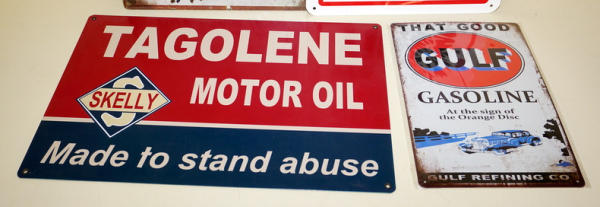 TAGOLENE
SKELLY
S
MOTOR OIL
Made to stand abuse
THAT GOOD
GULF
GASOLINE
At the sign of
the Orange Disc
GULF REFINING CO.